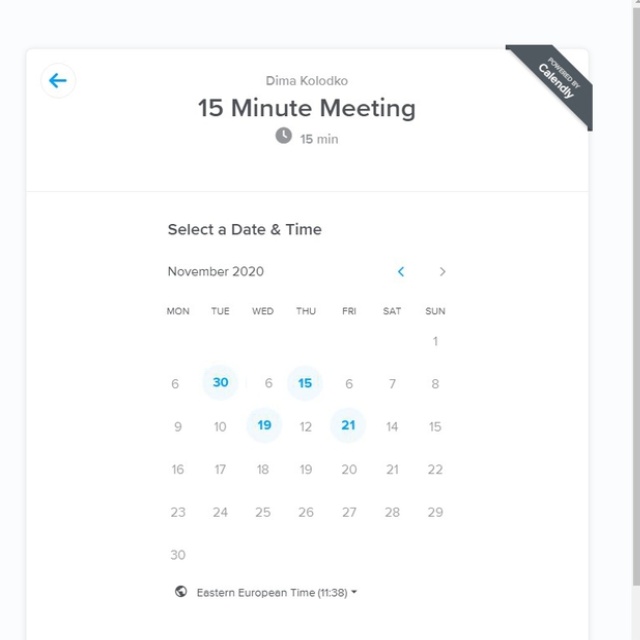 POWERED BY
Calendly
Dima Kolodko
15 Minute Meeting
15 min
Select a Date & Time
November 2020
MON TUE WED THU FRI SAT SUN
1
6 30 6 15 6 7 8
9 10 19 12 21 14 15
16 17 18 19 20 21 22
23 24 25 26 27 28 29
30
Eastern European Time (11:38)